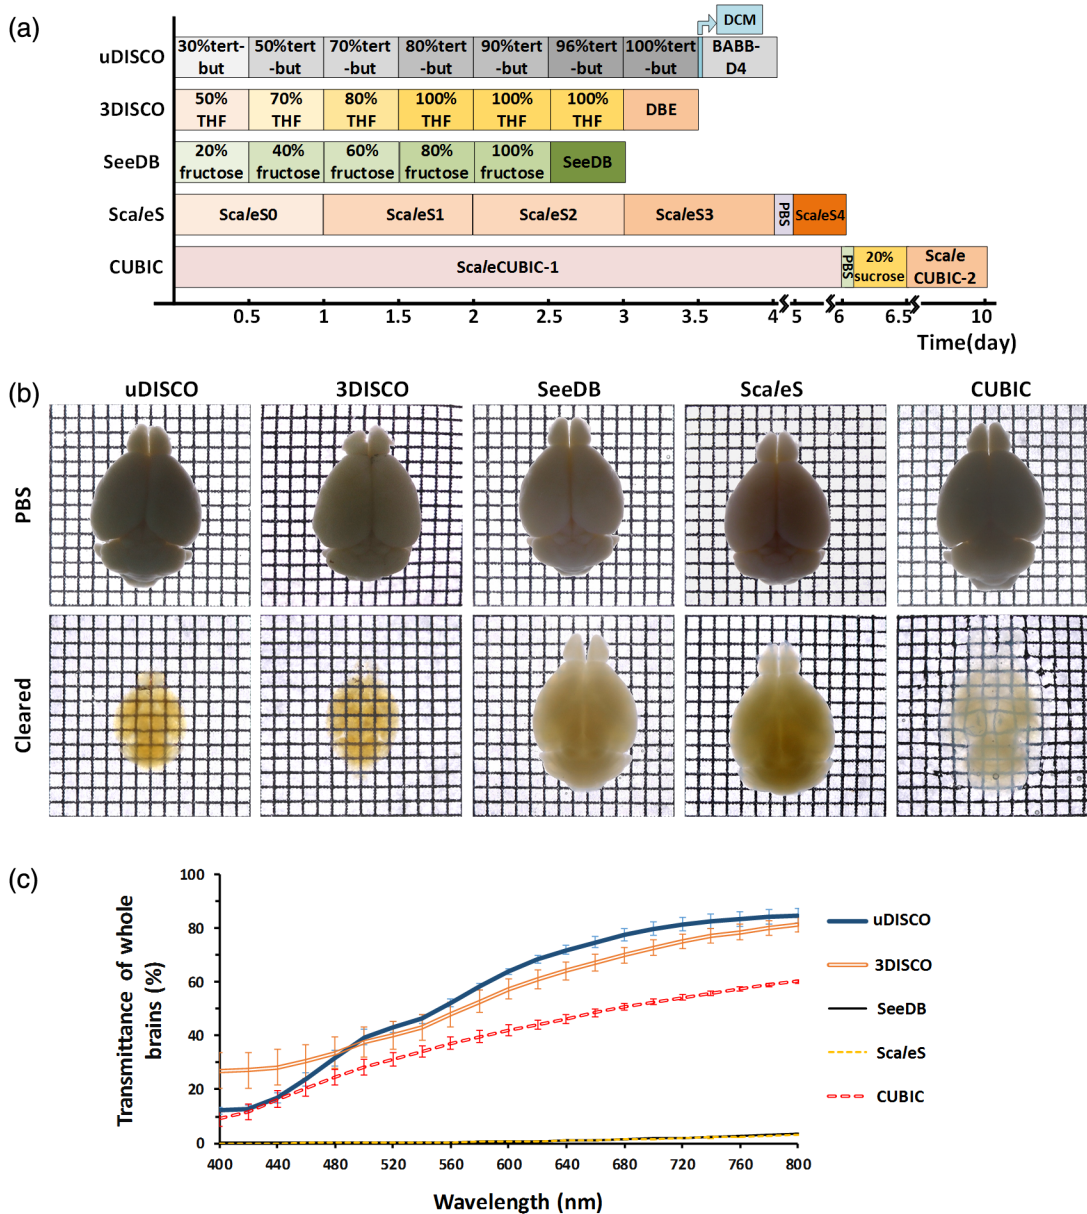 (a)
DCM
uDISCO
30%tert-
but
50%tert
-but
70%tert
-but
80%tert
-but
90%tert
-but
96%tert
-but
100%tert
-but
BABB-
D4
3DISCO
50%
THF
70%
THF
80%
THF
100%
THF
100%
THF
100%
THF
DBE
SeeDB
20%
fructose
40%
fructose
60%
fructose
80%
fructose
100%
fructose
SeeDB
ScaleS
ScaleS0
ScaleS1
ScaleS2
ScaleS3
PBS
ScaleS4
CUBIC
ScaleCUBIC-1
PBS
20%
sucrose
Scale
CUBIC-2
0.5 1 1.5 2 2.5 3 3.5 4 5 6 6.5 10
Time(day)
(b)
uDISCO 3DISCO SeeDB ScaleS CUBIC
PBS
Cleared
(c)
Transmittance of whole
brains (%)
100
80
60
40
20
0
400 440 480 520 560 600 640 680 720 760 800
Wavelength (nm)
uDISCO
3DISCO
SeeDB
ScaleS
CUBIC